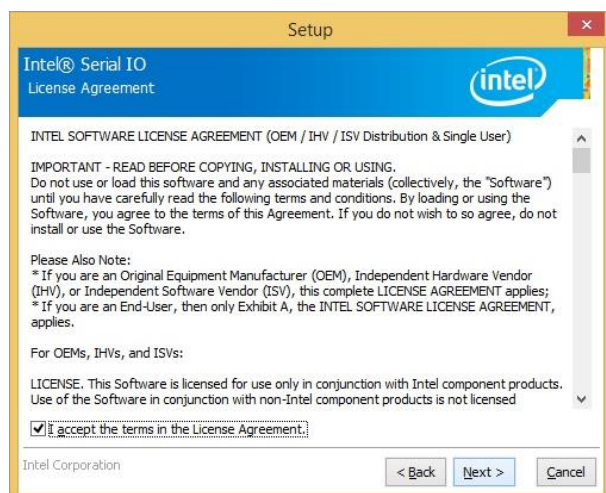 Setup
Intel® Serial IO
License Agreement
intel
INTEL SOFTWARE LICENSE AGREEMENT (OEM / IHV / ISV Distribution & Single User)
IMPORTANT - READ BEFORE COPYING, INSTALLING OR USING.
Do not use or load this software and any associated materials (collectively, the "Software")
until you have carefully read the following terms and conditions. By loading or using the
Software, you agree to the terms of this Agreement. If you do not wish to so agree, do not
install or use the Software.
Please Also Note:
* If you are an Original Equipment Manufacturer (OEM), Independent Hardware Vendor
(IHV), or Independent Software Vendor (ISV), this complete LICENSE AGREEMENT applies;
* If you are an End-User, then only Exhibit A, the INTEL SOFTWARE LICENSE AGREEMENT,
applies.
For OEMs, IHVs, and ISVs:
LICENSE. This Software is licensed for use only in conjunction with Intel component products.
Use of the Software in conjunction with non-Intel component products is not licensed
I accept the terms in the License Agreement.
Intel Corporation
< Back Next > Cancel